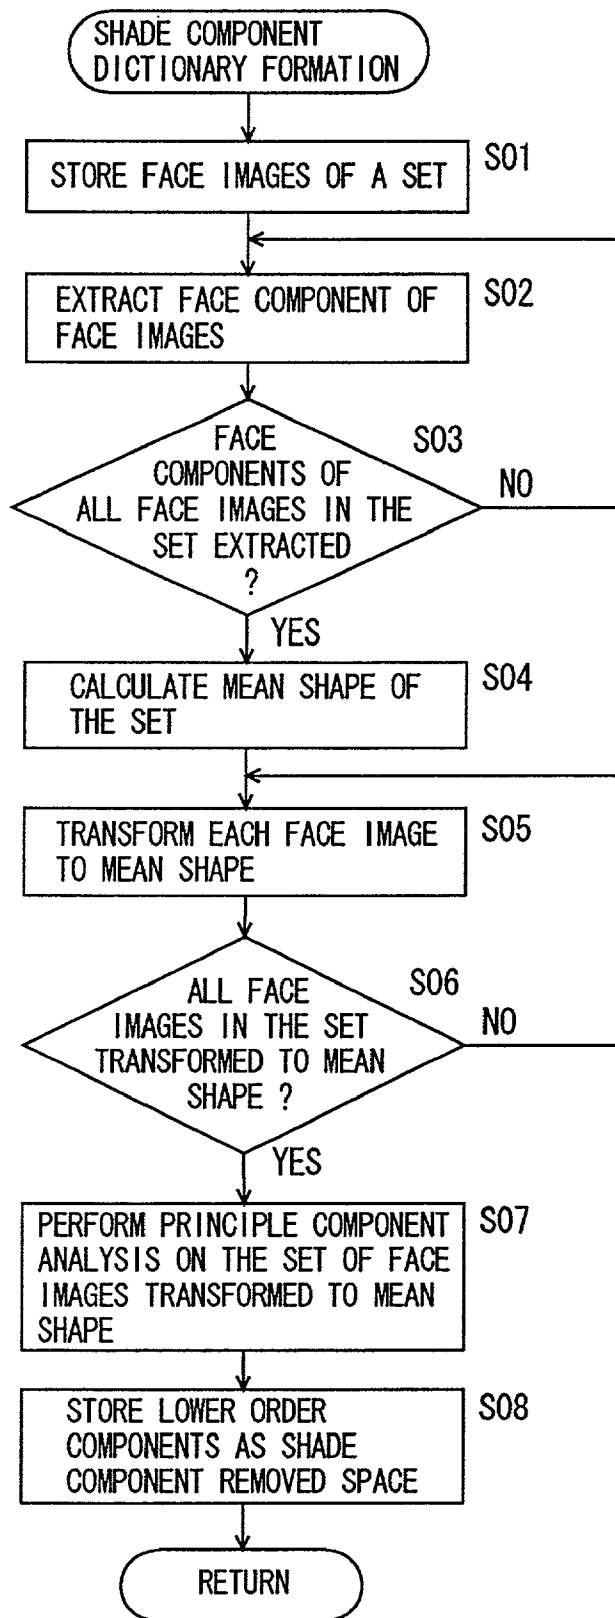 SHADE COMPONENT
DICTIONARY FORMATION
STORE FACE IMAGES OF A SET
S01
EXTRACT FACE COMPONENT OF
FACE IMAGES
S02
FACE
COMPONENTS OF
ALL FACE IMAGES IN THE
SET EXTRACTED
?
S03
NO
YES
CALCULATE MEAN SHAPE OF
THE SET
S04
TRANSFORM EACH FACE IMAGE
TO MEAN SHAPE
S05
ALL FACE
IMAGES IN THE SET
TRANSFORMED TO MEAN
SHAPE ?
S06
NO
YES
PERFORM PRINCIPLE COMPONENT
ANALYSIS ON THE SET OF FACE
IMAGES TRANSFORMED TO MEAN
SHAPE
S07
STORE LOWER ORDER
COMPONENTS AS SHADE
COMPONENT REMOVED SPACE
S08
RETURN